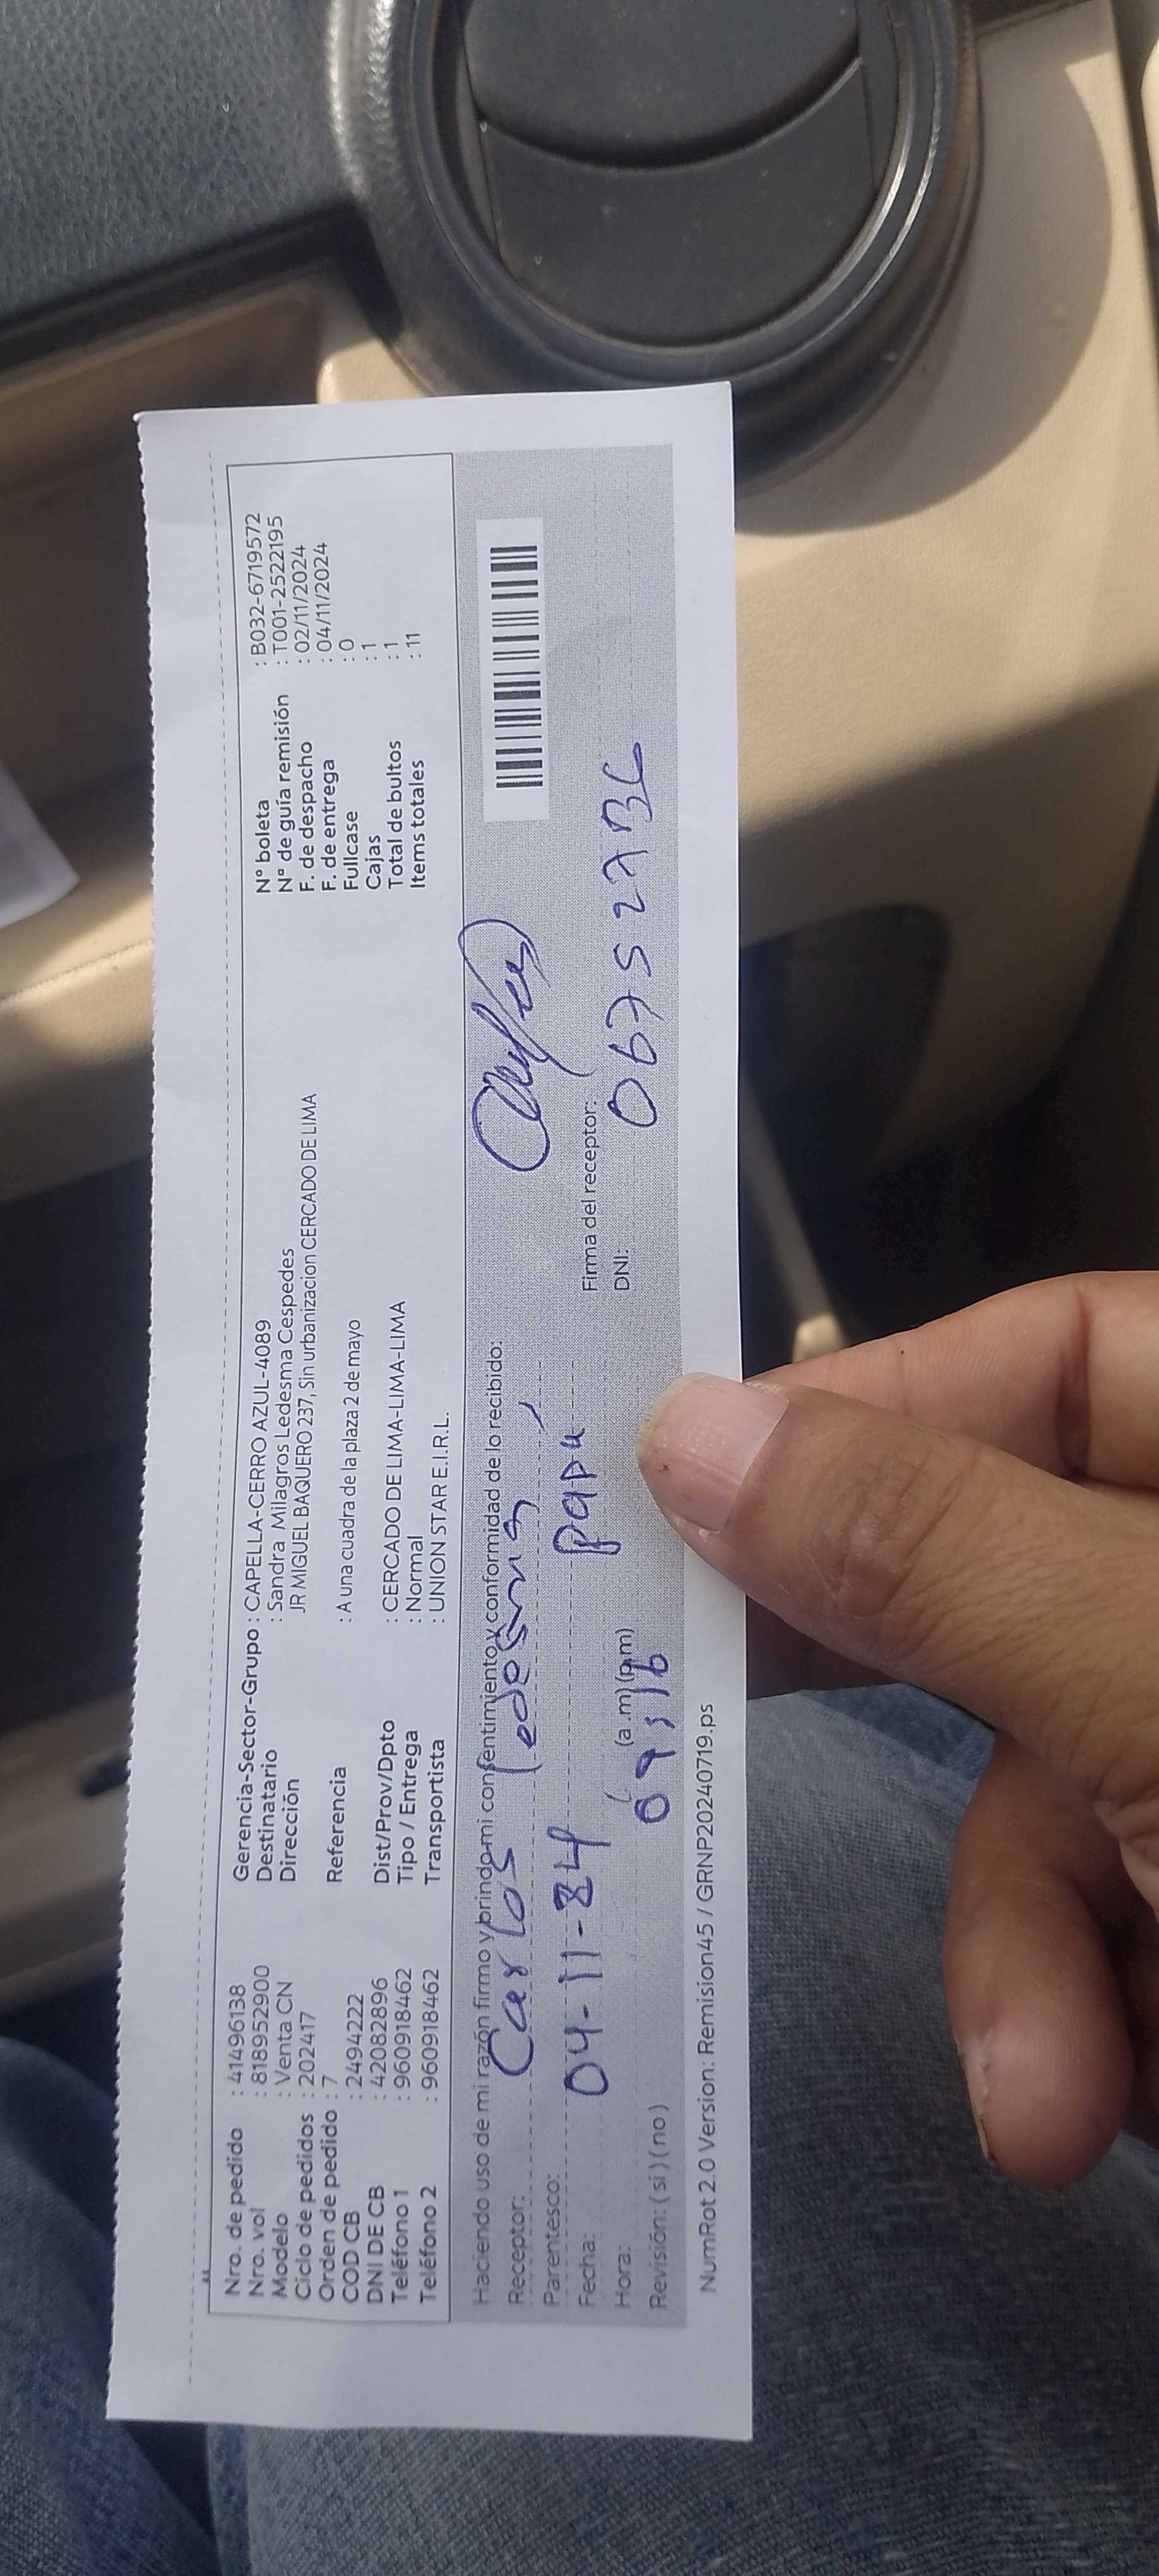 Nro. de pedido : 41496138
Nro. vol : 818952900
Modelo : Venta CN
Ciclo de pedidos : 202417
Orden de pedido : 7
COD CB : 2494222
DNI DE CB : 42082896
Teléfono 1 : 960918462
Teléfono 2 : 960918462
Gerencia-Sector-Grupo : CAPELLA-CERRO AZUL-4089
Destinatario : Sandra Milagros Ledesma Cespedes
Dirección JR MIGUEL BAQUERO 237, Sin urbanizacion CERCADO DE LIMA
Referencia : A una cuadra de la plaza 2 de mayo
Dist/Prov/Dpto : CERCADO DE LIMA-LIMA-LIMA
Tipo / Entrega : Normal
Transportista : UNION STAR E.I.R.L.
N° boleta : B032-6719572
N° de guía remisión : T001-2522195
F. de despacho : 02/11/2024
F. de entrega : 04/11/2024
Fullcase : 0
Cajas : 1
Total de bultos : 1
Items totales : 11
Haciendo uso de mi razón firmo y brindo mi consentimiento y conformidad de lo recibido:
Receptor: Carlos Ledesma
Parentesco: papa
Fecha: 04-11-24
Hora: (a.m) (p.m)
Revisión: ( si ) ( no )
Firma del receptor:
DNI:
NumRot 2.0 Version: Remision45 / GRNP20240719.ps